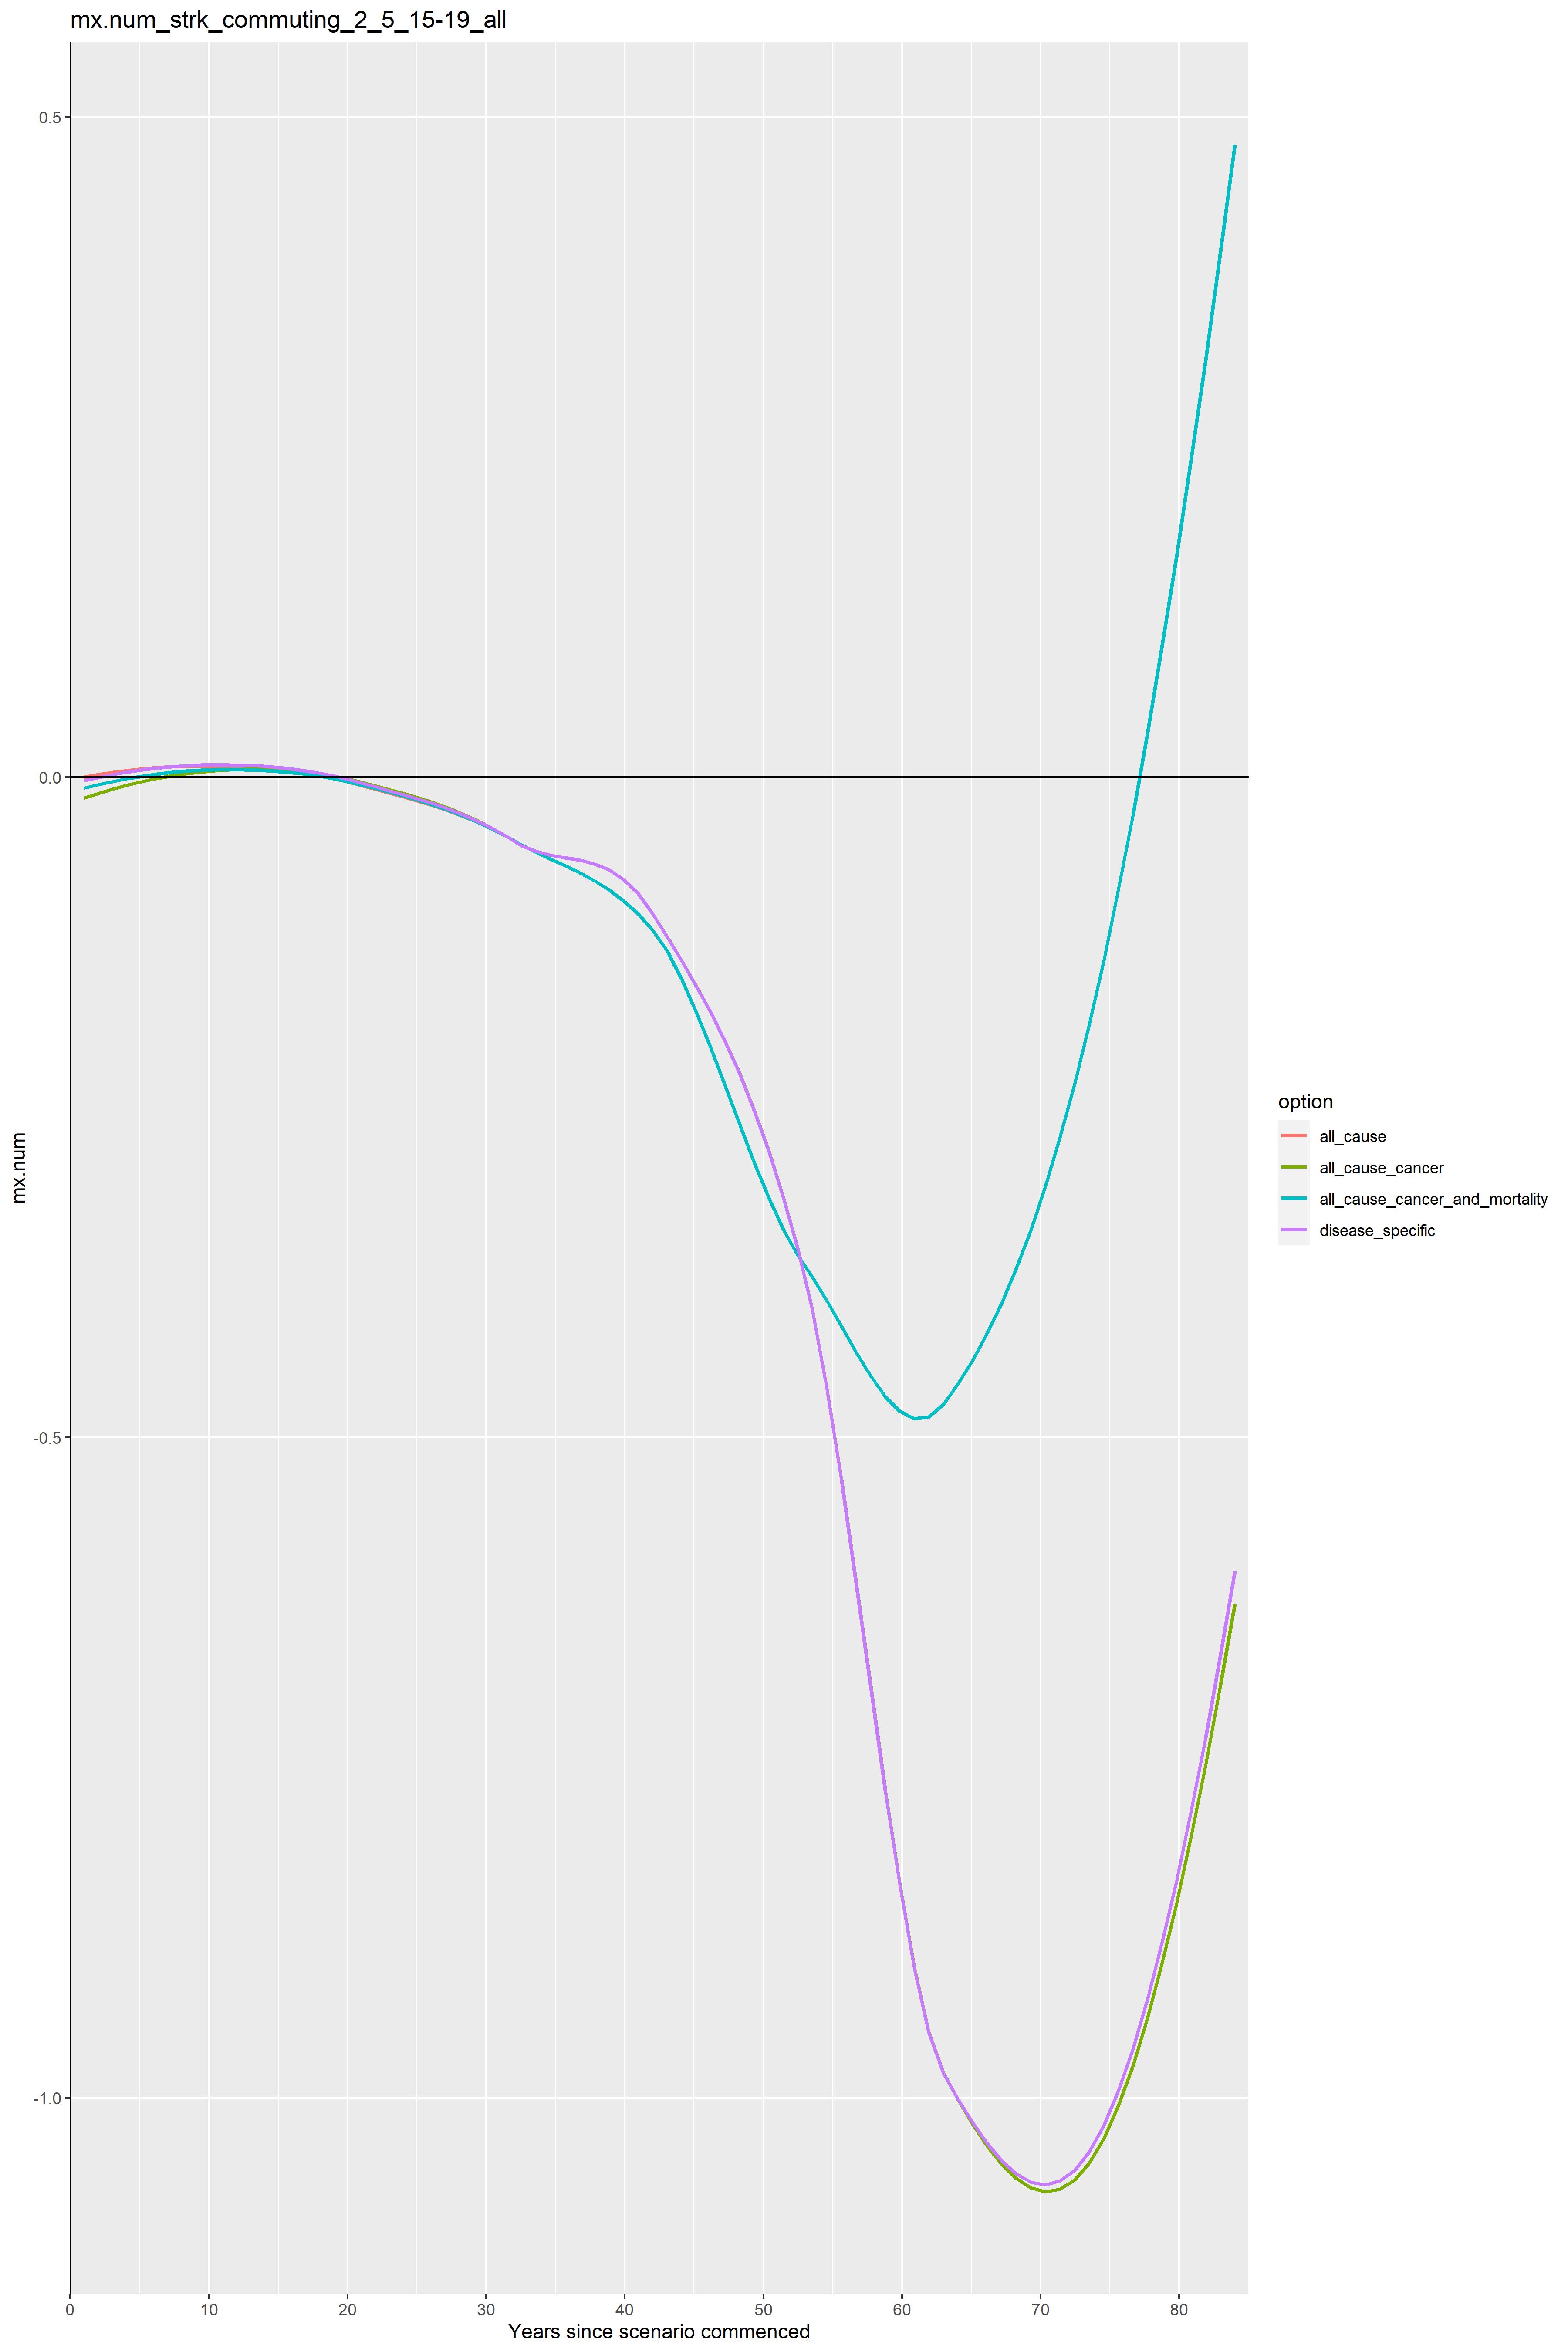 mx.num_strk_commuting_2_5_15-19_all
0.5
0.0
-0.5
-1.0
mx.num
0 10 20 30 40 50 60 70 80
Years since scenario commenced
option
all_cause
all_cause_cancer
all_cause_cancer_and_mortality
disease_specific